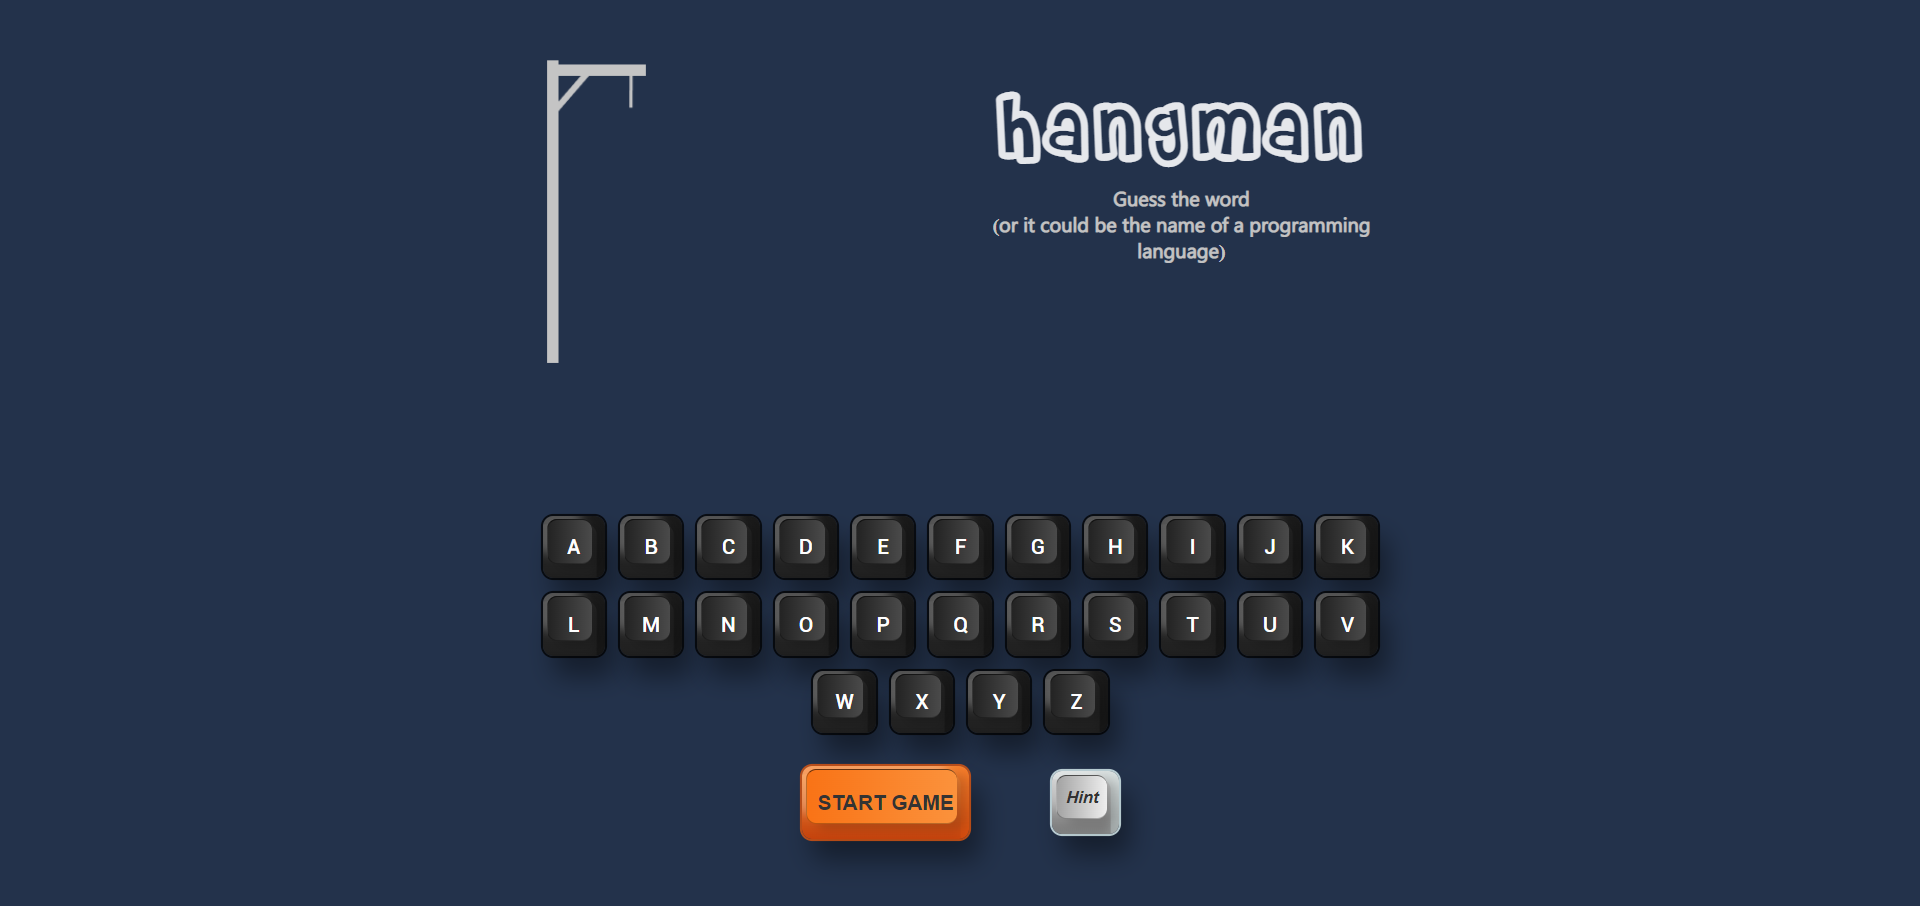 hangman
Guess the word
(or it could be the name of a programming
language)
A B C D E F G H I J K
L M N O P Q R S T U V
W X Y Z
START GAME
Hint